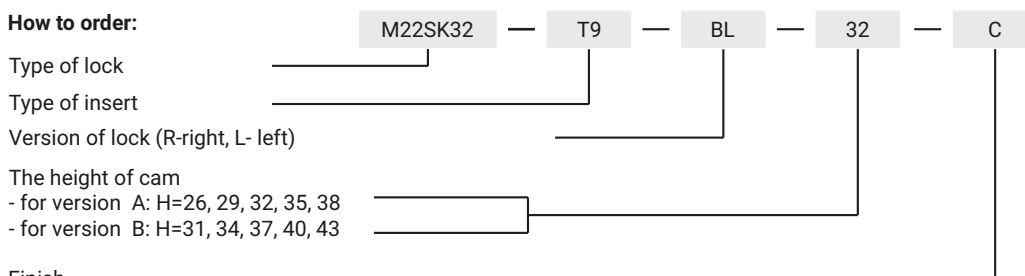 How to order:
M22SK32 — T9 — BL — 32 — C
Type of lock
Type of insert
Version of lock (R-right, L- left)
The height of cam
- for version A: H=26, 29, 32, 35, 38
- for version B: H=31, 34, 37, 40, 43
Finish